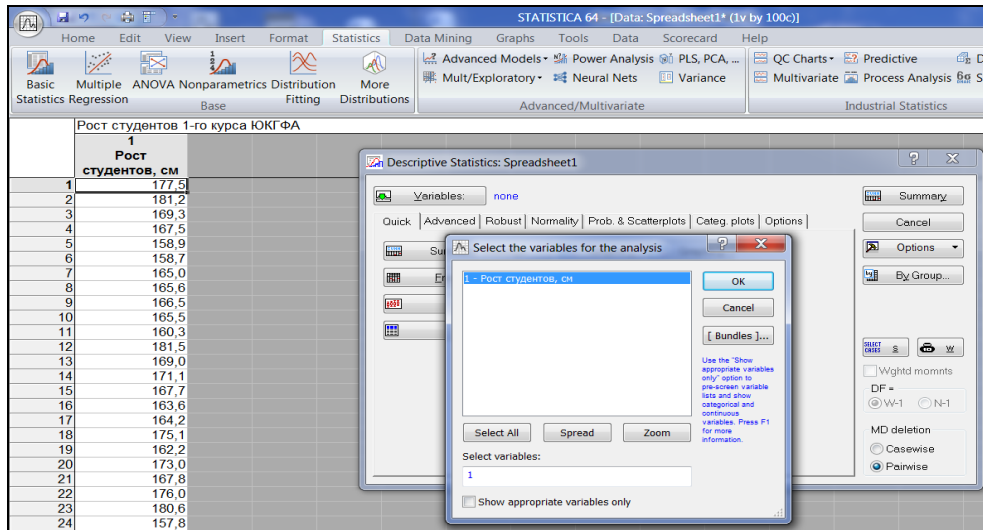 STATISTICA 64 - [Data: Spreadsheet1* (1v by 100c)]
Home Edit View Insert Format Statistics Data Mining Graphs Tools Data Scorecard Help
Basic Statistics
Multiple Regression
ANOVA
Nonparametrics
Distribution Fitting
More Distributions
Base
Advanced Models
Mult/Exploratory
Power Analysis
Neural Nets
PLS, PCA, ...
Variance
Advanced/Multivariate
QC Charts
Multivariate
Predictive
Process Analysis
Industrial Statistics
Рост студентов 1-го курса ЮКГФА
1
Рост
студентов, см
1 177,5
2 181,2
3 169,3
4 167,5
5 158,9
6 158,7
7 165,0
8 165,6
9 166,5
10 165,5
11 160,3
12 181,5
13 169,0
14 171,1
15 167,7
16 163,6
17 164,2
18 175,1
19 162,2
20 173,0
21 167,8
22 176,0
23 180,6
24 157,8
Descriptive Statistics: Spreadsheet1
Variables: none
Quick Advanced Robust Normality Prob. & Scatterplots Categ. plots Options
Summary
Cancel
Options
By Group...
SELECT CASES S W
Wghtd momnts
DF =
W-1 N-1
MD deletion
Casewise
Pairwise
Select the variables for the analysis
1 - Рост студентов, см
OK
Cancel
[ Bundles ]...
Use the "Show
appropriate variables
only" option to
pre-screen variable
lists and show
categorical and
continuous
variables. Press F1
for more
information.
Select All Spread Zoom
Select variables:
1
Show appropriate variables only